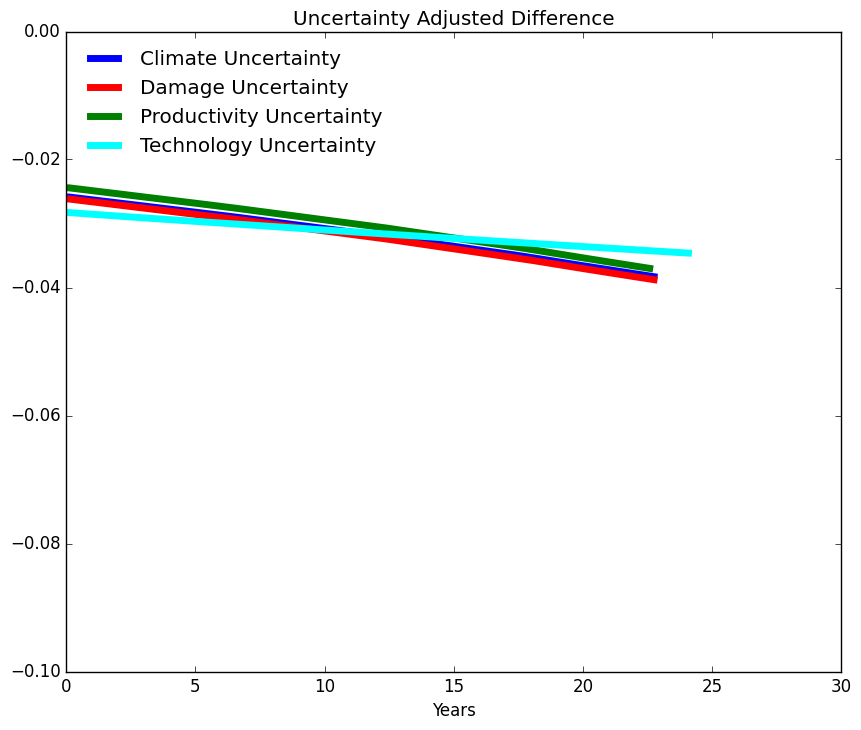 Uncertainty Adjusted Difference
0.00
Climate Uncertainty
Damage Uncertainty
Productivity Uncertainty
Technology Uncertainty
−0.02
−0.04
−0.06
−0.08
−0.10
0 5 10 15 20 25 30
Years